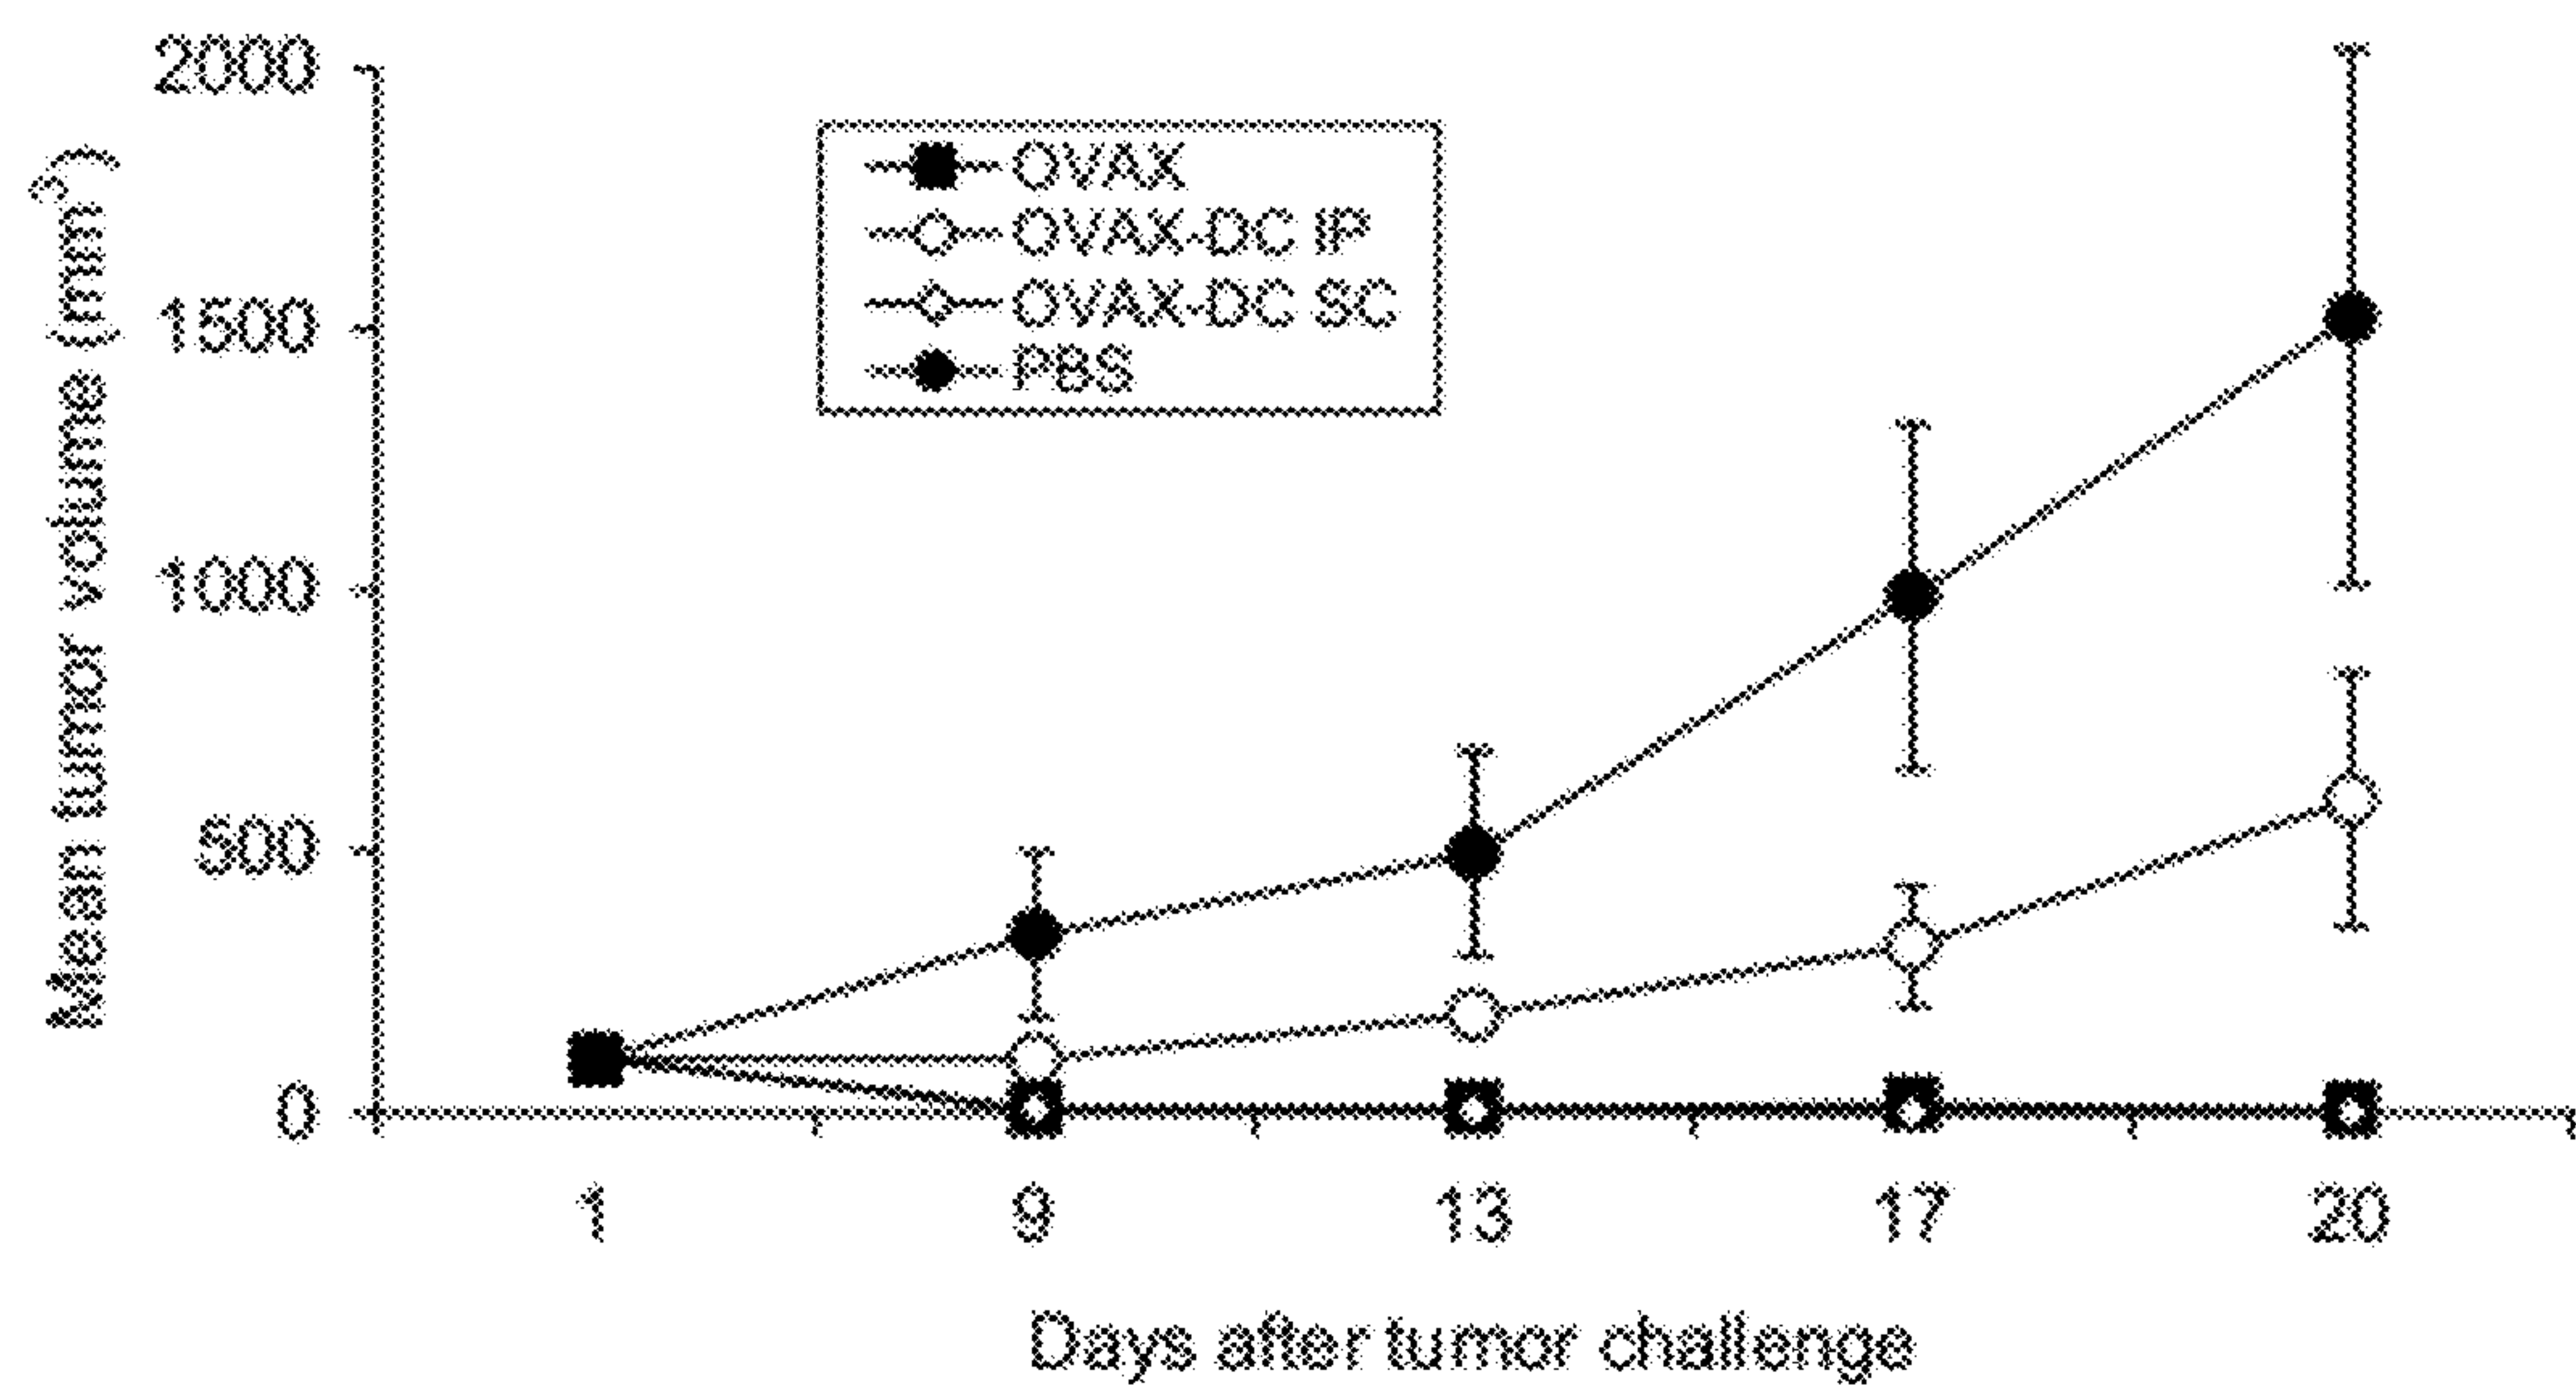 2000
1500
1000
500
0
Mean tumor volume (mm³)
OVAX
OVAX-DC IP
OVAX-DC SC
PBS
1 9 13 17 20
Days after tumor challenge